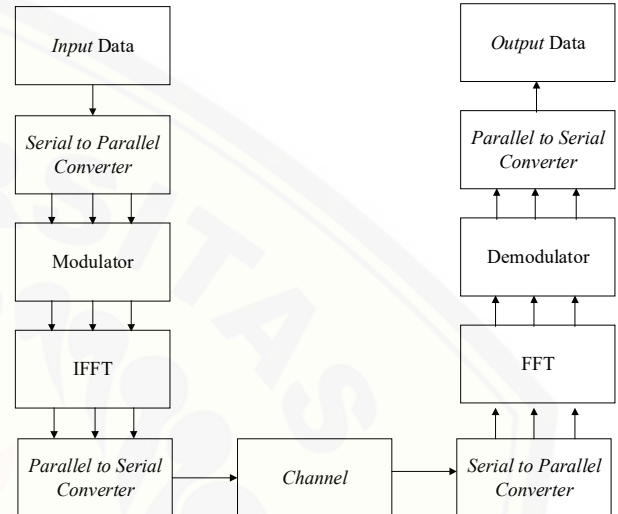 Input Data
Serial to Parallel
Converter
Modulator
IFFT
Parallel to Serial
Converter
Channel
Serial to Parallel
Converter
FFT
Demodulator
Parallel to Serial
Converter
Output Data
SITAS